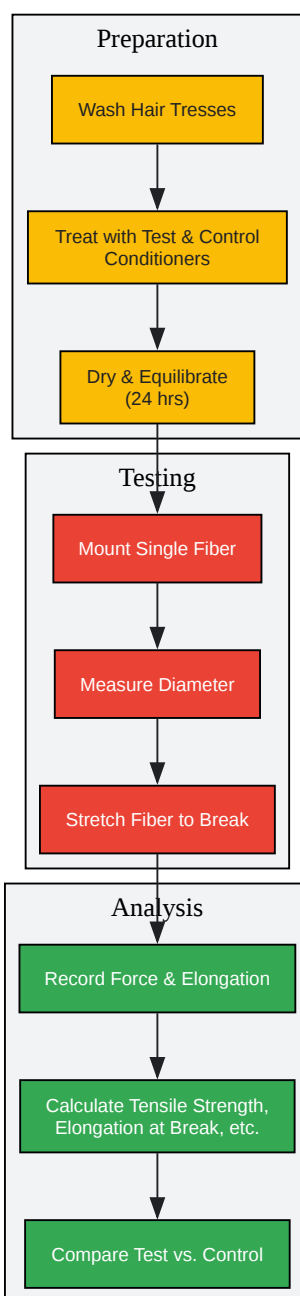 Preparation
Wash Hair Tresses
Treat with Test & Control
Conditioners
Dry & Equilibrate
(24 hrs)
Testing
Mount Single Fiber
Measure Diameter
Stretch Fiber to Break
Analysis
Record Force & Elongation
Calculate Tensile Strength,
Elongation at Break, etc.
Compare Test vs. Control